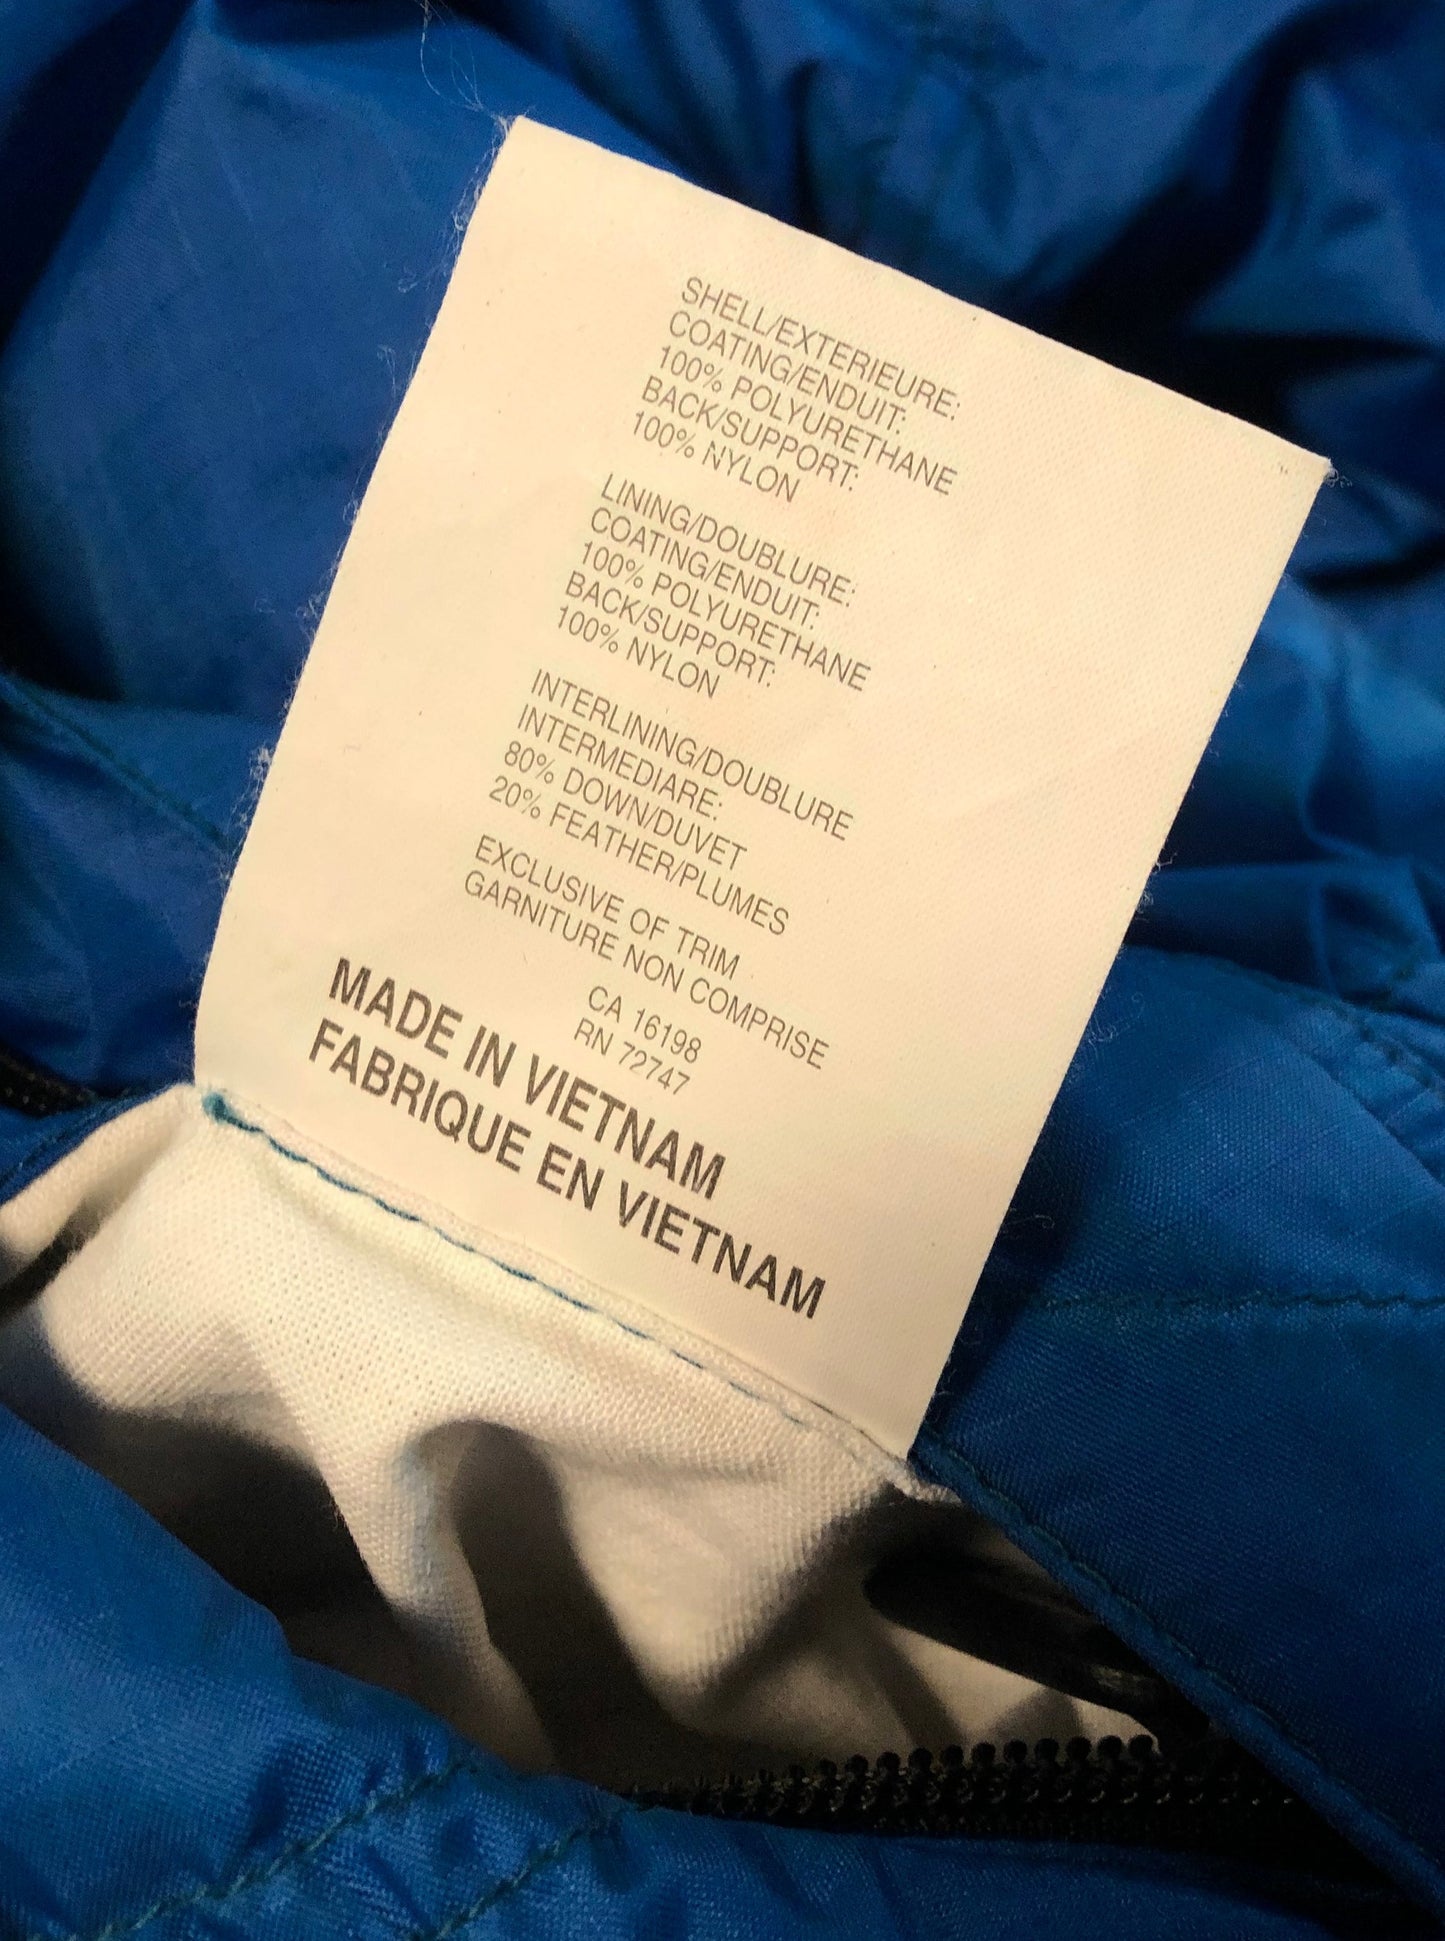 SHELL/EXTERIEURE:
COATING/ENDUIT:
100% POLYURETHANE
BACK/SUPPORT:
100% NYLON
LINING/DOUBLURE:
COATING/ENDUIT:
100% POLYURETHANE
BACK/SUPPORT:
100% NYLON
INTERLINING/DOUBLURE
INTERMEDIARE:
80% DOWN/DUVET
20% FEATHER/PLUMES
EXCLUSIVE OF TRIM
GARNITURE NON COMPRISE
CA 16198
RN 72747
MADE IN VIETNAM
FABRIQUE EN VIETNAM